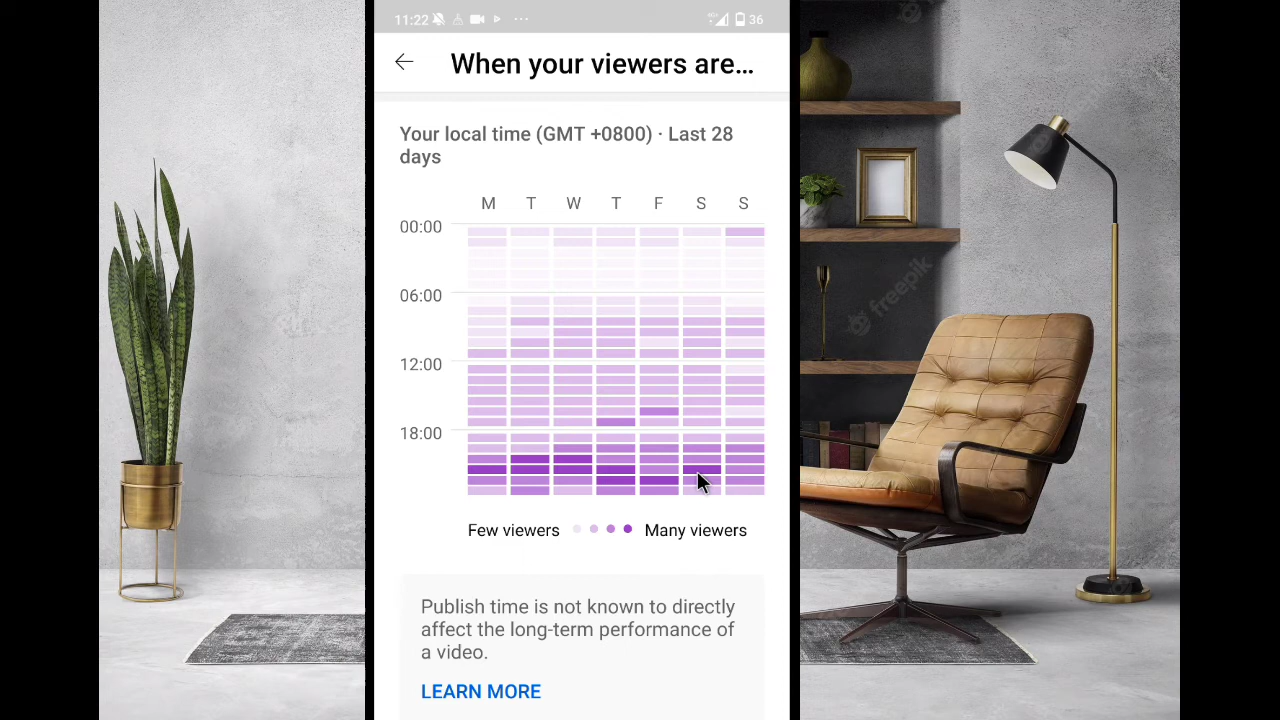 11:22 36
When your viewers are...
Your local time (GMT +0800) · Last 28
days
M T W T F S S
00:00
06:00
12:00
18:00
Few viewers Many viewers
Publish time is not known to directly
affect the long-term performance of
a video.
LEARN MORE
freepik